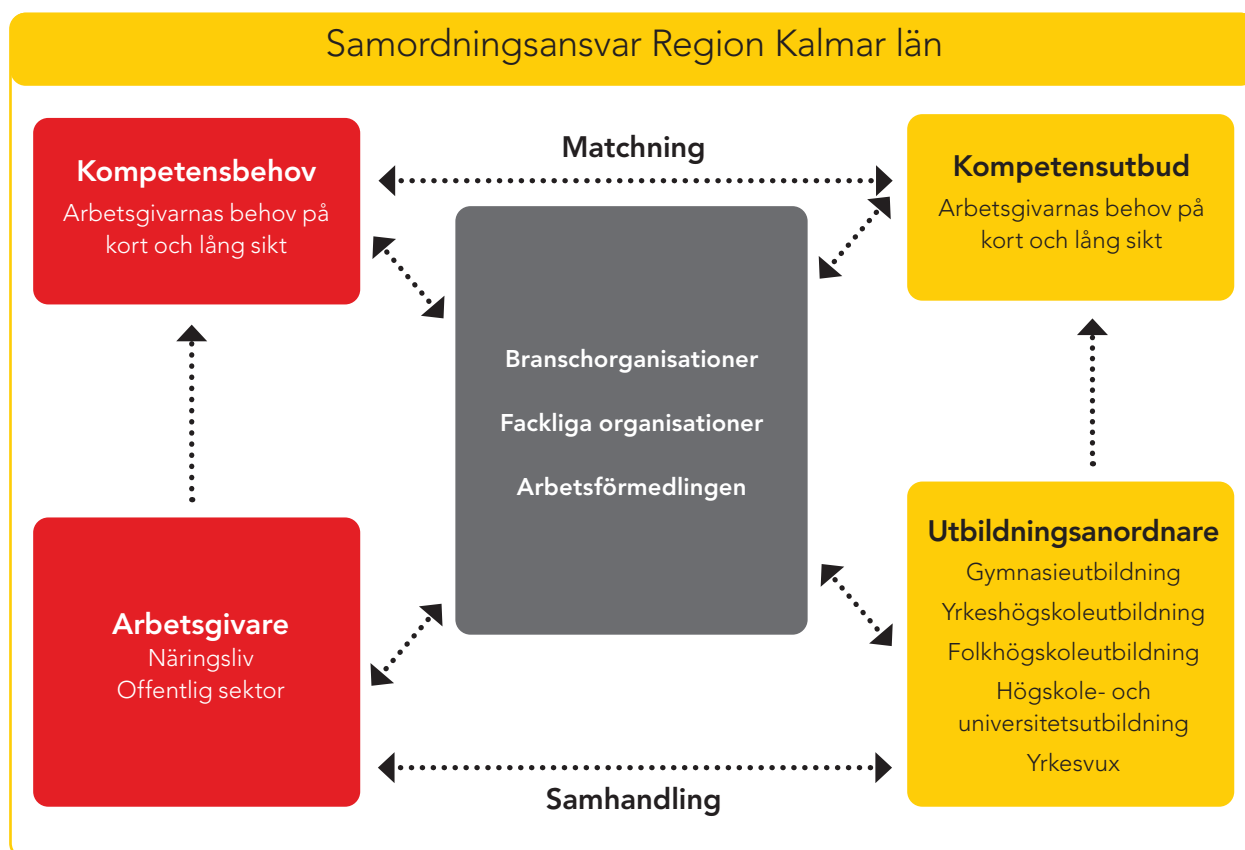 Samordningsansvar Region Kalmar län
Kompetensbehov
Arbetsgivarnas behov på
kort och lång sikt
Matchning
Kompetensutbud
Arbetsgivarnas behov på
kort och lång sikt
Branschorganisationer
Fackliga organisationer
Arbetsförmedlingen
Arbetsgivare
Näringsliv
Offentlig sektor
Utbildningsanordnare
Gymnasieutbildning
Yrkeshögskoleutbildning
Folkhögskoleutbildning
Högskole- och
universitetsutbildning
Yrkesvux
Samhandling